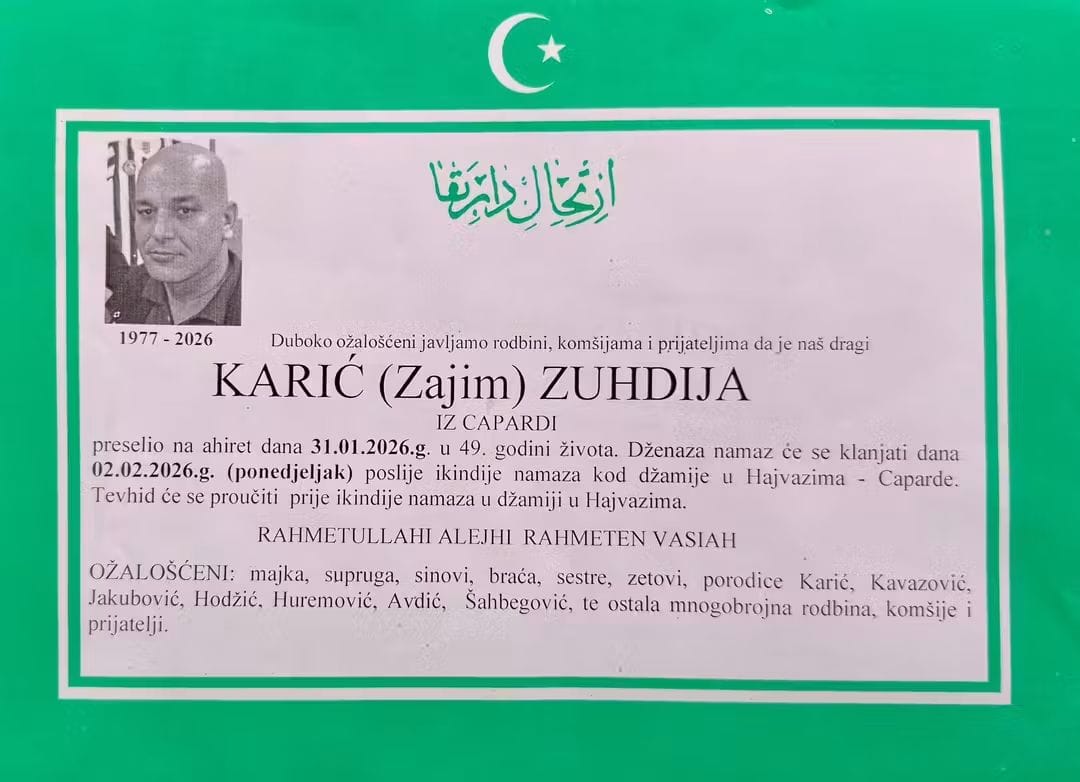 ارتحال دار بقا
1977 - 2026
Duboko ožalošćeni javljamo rodbini, komšijama i prijateljima da je naš dragi
KARIĆ (Zajim) ZUHDIJA
IZ CAPARDI
preselio na ahiret dana 31.01.2026.g. u 49. godini života. Dženaza namaz će se klanjati dana
02.02.2026.g. (ponedjeljak) poslije ikindije namaza kod džamije u Hajvazima - Caparde.
Tevhid će se proučiti prije ikindije namaza u džamiji u Hajvazima.
RAHMETULLAHI ALEJHI RAHMETEN VASIAH
OŽALOŠĆENI: majka, supruga, sinovi, braća, sestre, zetovi, porodice Karić, Kavazović,
Jakubović, Hodžić, Huremović, Avdić, Šahbegović, te ostala mnogobrojna rodbina, komšije i
prijatelji.